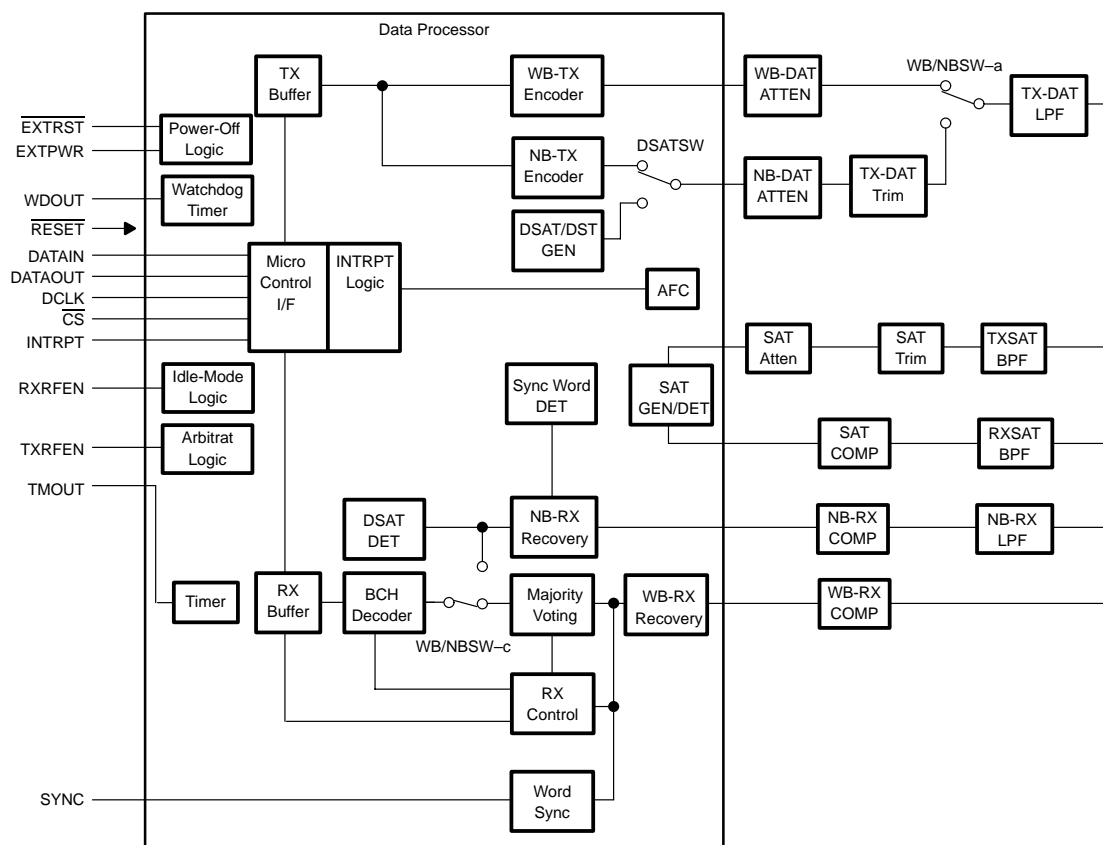 Data Processor
TX
Buffer
WB-TX
Encoder
WB-DAT
ATTEN
WB/NBSW–a
TX-DAT
LPF
EXTRST
EXTPWR
Power-Off
Logic
NB-TX
Encoder
DSATSW
NB-DAT
ATTEN
TX-DAT
Trim
WDOUT
Watchdog
Timer
RESET
DSAT/DST
GEN
DATAIN
DATAOUT
DCLK
CS
INTRPT
Micro
Control
I/F
INTRPT
Logic
AFC
SAT
Atten
SAT
Trim
TXSAT
BPF
RXRFEN
Idle-Mode
Logic
Sync Word
DET
SAT
GEN/DET
TXRFEN
Arbitrat
Logic
SAT
COMP
RXSAT
BPF
TMOUT
DSAT
DET
NB-RX
Recovery
NB-RX
COMP
NB-RX
LPF
Timer
RX
Buffer
BCH
Decoder
WB/NBSW–c
Majority
Voting
WB-RX
Recovery
WB-RX
COMP
RX
Control
SYNC
Word
Sync